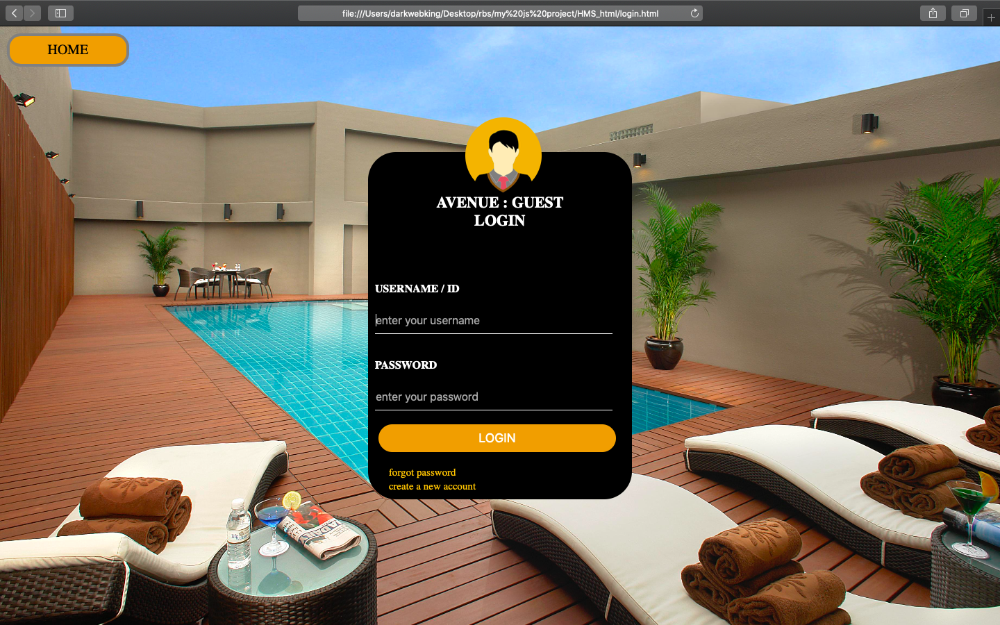 file:///Users/darkwebking/Desktop/rbs/my%20js%20project/HMS_html/login.html
HOME
AVENUE : GUEST
LOGIN
USERNAME / ID
enter your username
PASSWORD
enter your password
LOGIN
forgot password
create a new account